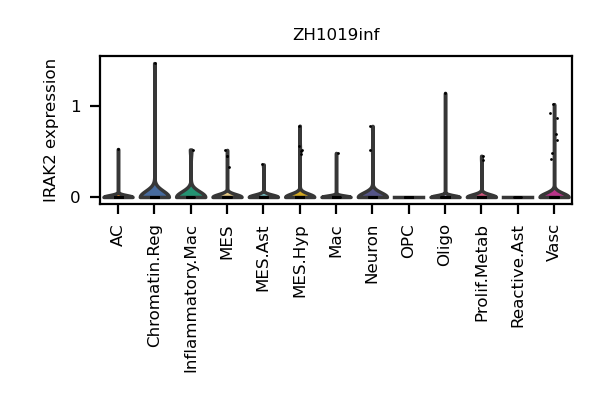 ZH1019inf
IRAK2 expression
1
0
AC
Chromatin.Reg
Inflammatory.Mac
MES
MES.Ast
MES.Hyp
Mac
Neuron
OPC
Oligo
Prolif.Metab
Reactive.Ast
Vasc